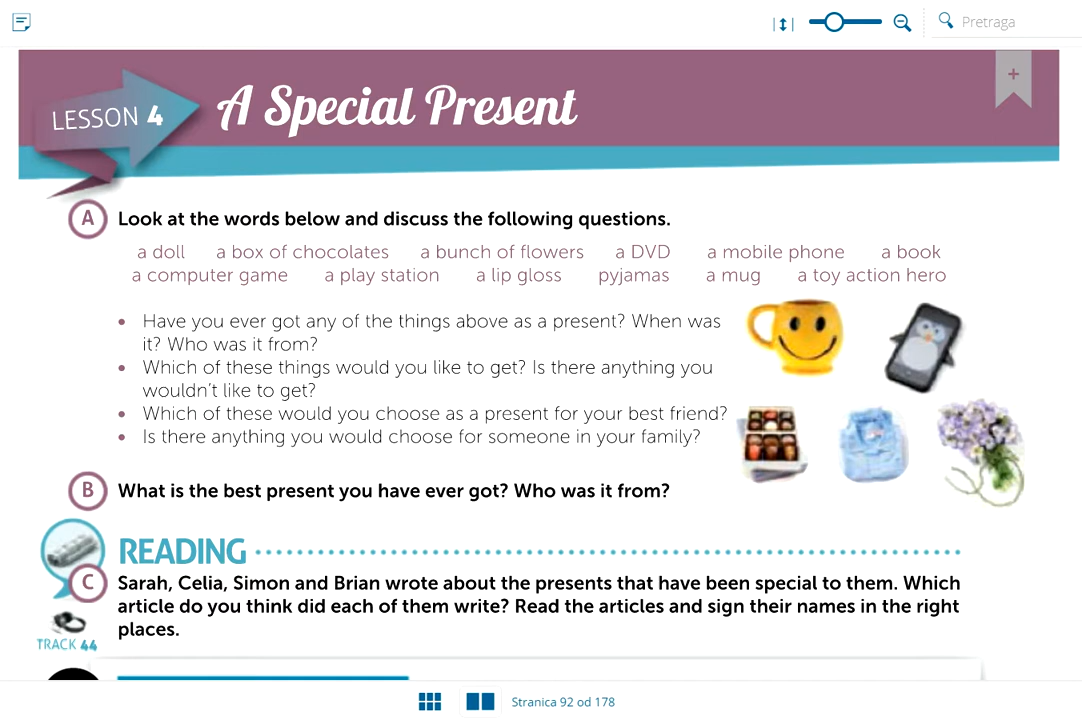 Pretraga
LESSON 4
A Special Present
A
Look at the words below and discuss the following questions.
a doll a box of chocolates a bunch of flowers a DVD a mobile phone a book
a computer game a play station a lip gloss pyjamas a mug a toy action hero
• Have you ever got any of the things above as a present? When was
it? Who was it from?
• Which of these things would you like to get? Is there anything you
wouldn't like to get?
• Which of these would you choose as a present for your best friend?
• Is there anything you would choose for someone in your family?
B
What is the best present you have ever got? Who was it from?
READING
C
Sarah, Celia, Simon and Brian wrote about the presents that have been special to them. Which
article do you think did each of them write? Read the articles and sign their names in the right
places.
TRACK 44
Stranica 92 od 178